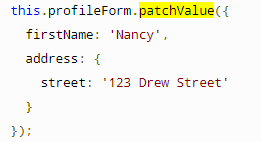 this.profileForm.patchValue({
  firstName: 'Nancy',
  address: {
    street: '123 Drew Street'
  }
});